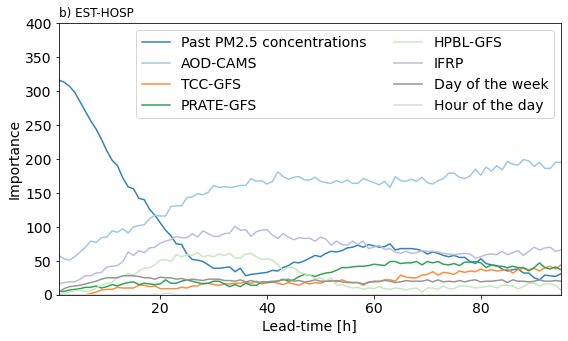 b) EST-HOSP
400
350
300
250
200
150
100
50
0
Importance
Past PM2.5 concentrations
AOD-CAMS
TCC-GFS
PRATE-GFS
HPBL-GFS
IFRP
Day of the week
Hour of the day
20
40
60
80
Lead-time [h]